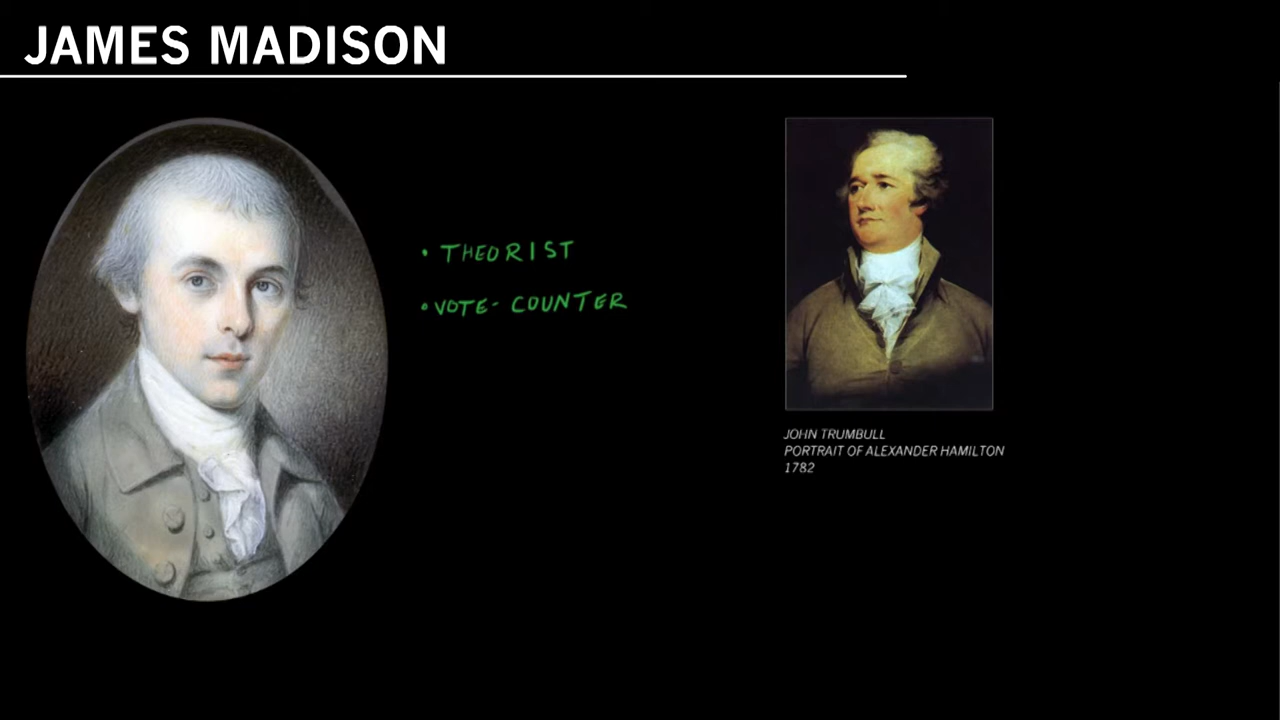 JAMES MADISON
• THEORIST
• VOTE- COUNTER
JOHN TRUMBULL
PORTRAIT OF ALEXANDER HAMILTON
1782